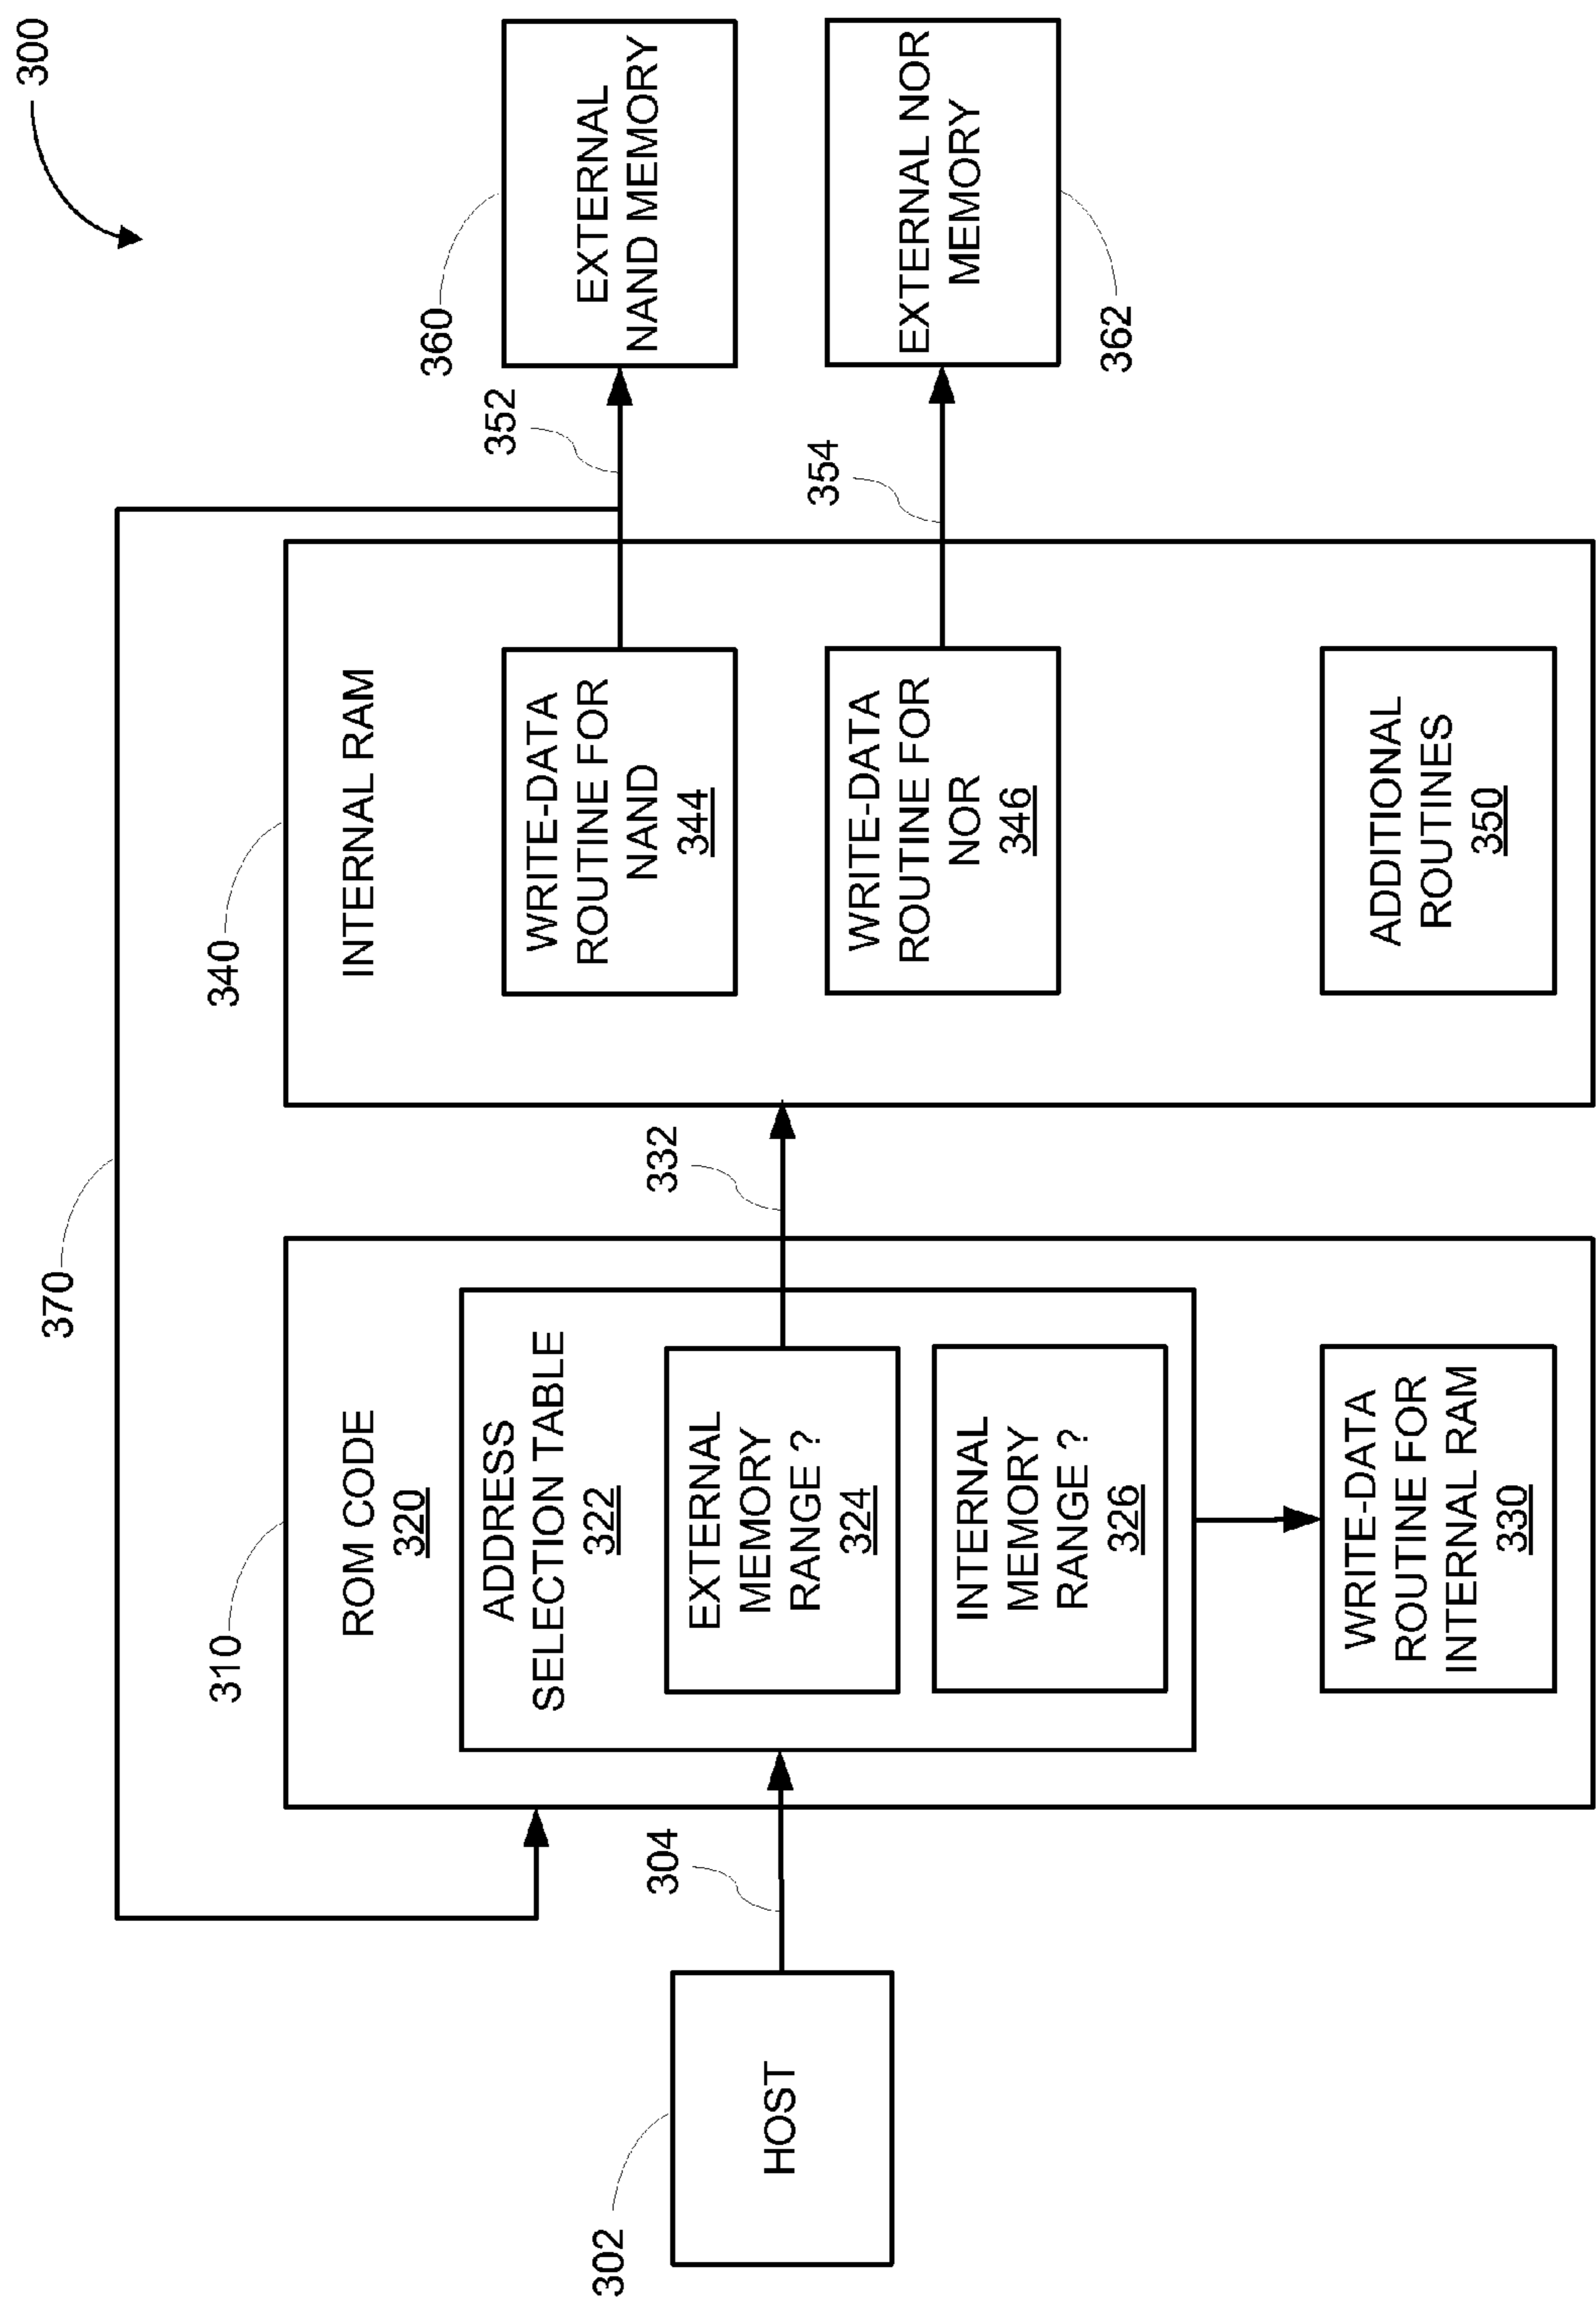 300
370
310
ROM CODE
320
ADDRESS
SELECTION TABLE
322
EXTERNAL
MEMORY
RANGE ?
324
INTERNAL
MEMORY
RANGE ?
326
WRITE-DATA
ROUTINE FOR
INTERNAL RAM
330
302
HOST
304
332
340
INTERNAL RAM
WRITE-DATA
ROUTINE FOR
NAND
344
WRITE-DATA
ROUTINE FOR
NOR
346
ADDITIONAL
ROUTINES
350
352
354
360
EXTERNAL
NAND MEMORY
EXTERNAL NOR
MEMORY
362